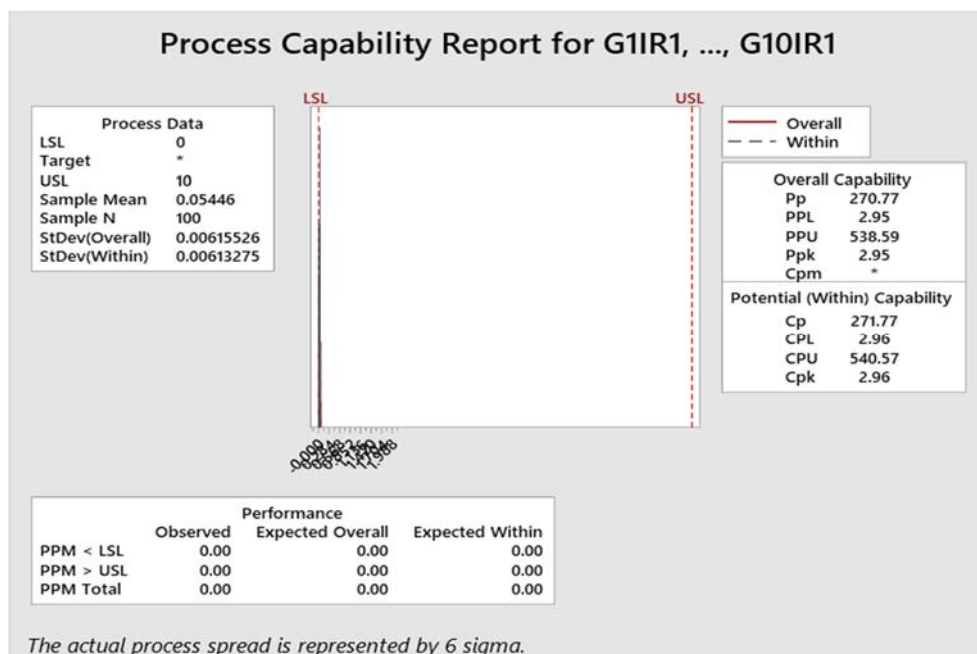 Process Capability Report for G1IR1, ..., G10IR1
LSL
USL
Process Data
LSL 0
Target *
USL 10
Sample Mean 0.05446
Sample N 100
StDev(Overall) 0.00615526
StDev(Within) 0.00613275
Overall
Within
Overall Capability
Pp 270.77
PPL 2.95
PPU 538.59
Ppk 2.95
Cpm *
Potential (Within) Capability
Cp 271.77
CPL 2.96
CPU 540.57
Cpk 2.96
-0.000
Performance
Observed Expected Overall Expected Within
PPM < LSL 0.00 0.00 0.00
PPM > USL 0.00 0.00 0.00
PPM Total 0.00 0.00 0.00
The actual process spread is represented by 6 sigma.